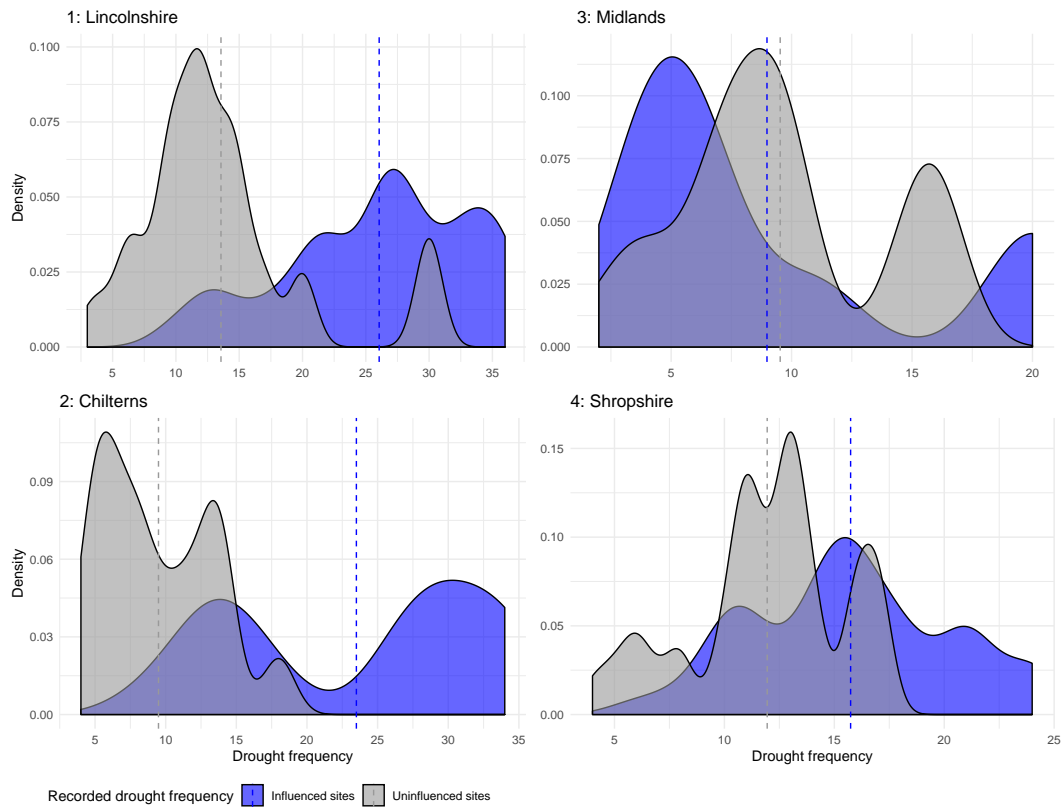 1: Lincolnshire
Density
0.100
0.075
0.050
0.025
0.000
5 10 15 20 25 30 35
3: Midlands
0.100
0.075
0.050
0.025
0.000
5 10 15 20
2: Chilterns
Density
0.09
0.06
0.03
0.00
5 10 15 20 25 30 35
Drought frequency
4: Shropshire
0.15
0.10
0.05
0.00
5 10 15 20 25
Drought frequency
Recorded drought frequency Influenced sites Uninfluenced sites